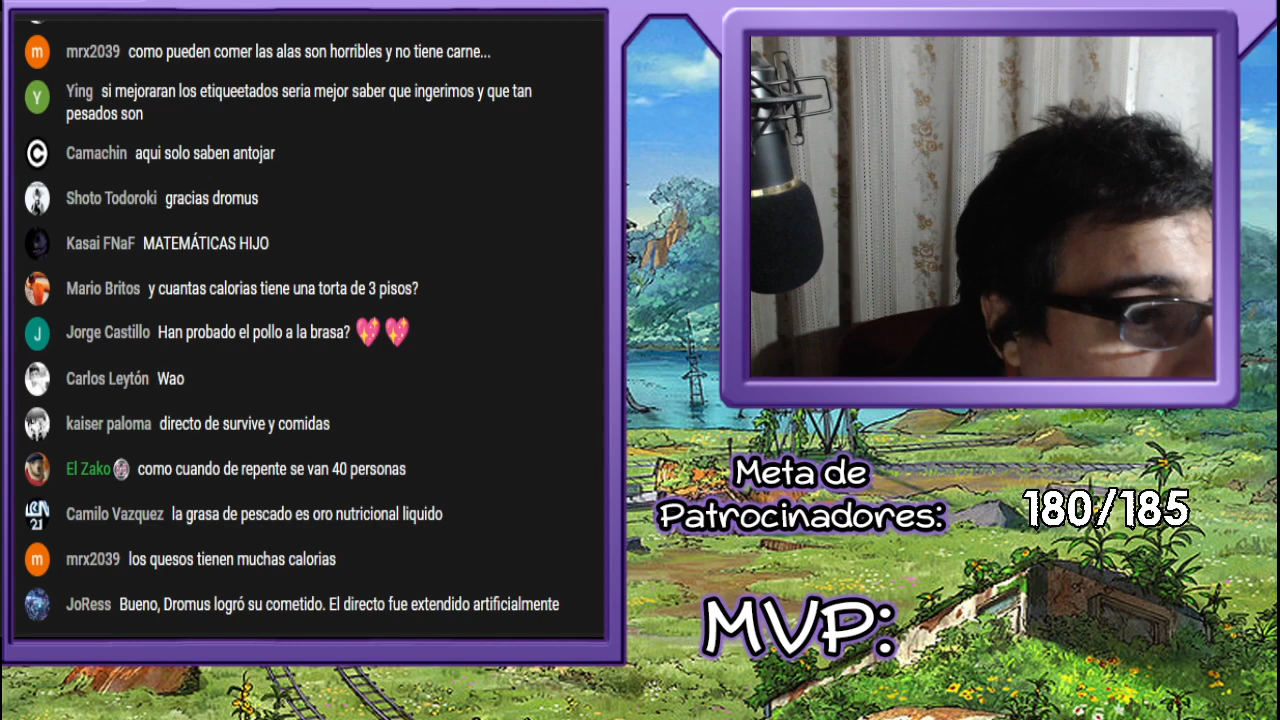 m mrx2039 como pueden comer las alas son horribles y no tiene carne...
Y Ying si mejoraran los etiqueetados seria mejor saber que ingerimos y que tan
pesados son
C Camachin aqui solo saben antojar
Shoto Todoroki gracias dromus
Kasai FNaF MATEMÁTICAS HIJO
Mario Britos y cuantas calorias tiene una torta de 3 pisos?
J Jorge Castillo Han probado el pollo a la brasa? 💖💖
Carlos Leytón Wao
kaiser paloma directo de survive y comidas
El Zako como cuando de repente se van 40 personas
Camilo Vazquez la grasa de pescado es oro nutricional liquido
m mrx2039 los quesos tienen muchas calorias
JoRess Bueno, Dromus logró su cometido. El directo fue extendido artificialmente
Meta de
Patrocinadores: 180/185
MVP: